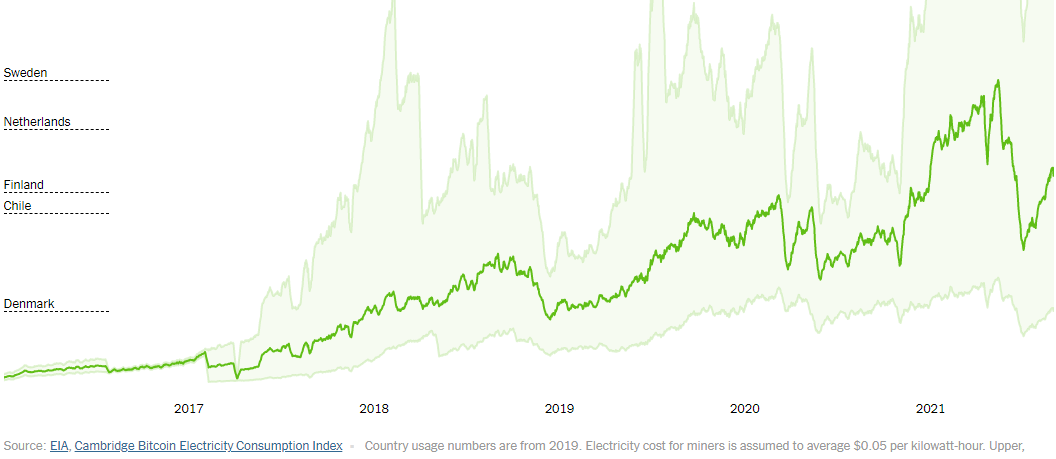 Sweden
Netherlands
Finland
Chile
Denmark
2017 2018 2019 2020 2021
Source: EIA, Cambridge Bitcoin Electricity Consumption Index • Country usage numbers are from 2019. Electricity cost for miners is assumed to average $0.05 per kilowatt-hour. Upper,